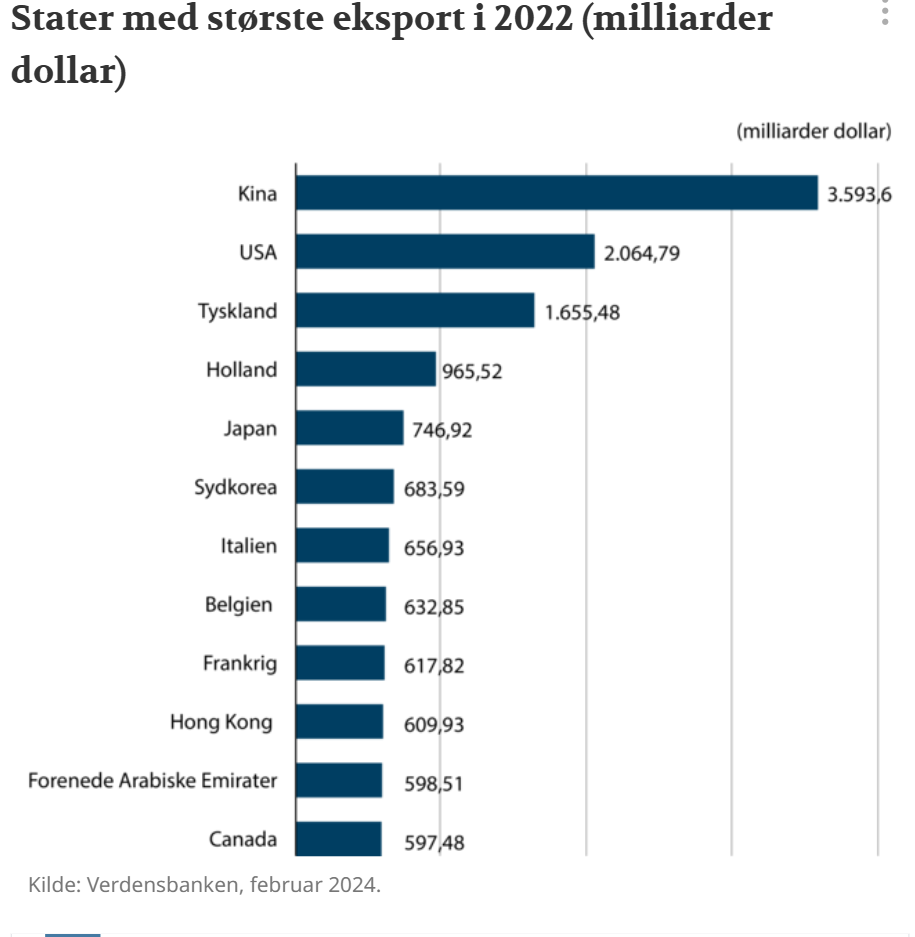 Stater med største eksport i 2022 (milliarder
dollar)
(milliarder dollar)
Kina 3.593,6
USA 2.064,79
Tyskland 1.655,48
Holland 965,52
Japan 746,92
Sydkorea 683,59
Italien 656,93
Belgien 632,85
Frankrig 617,82
Hong Kong 609,93
Forenede Arabiske Emirater 598,51
Canada 597,48
Kilde: Verdensbanken, februar 2024.